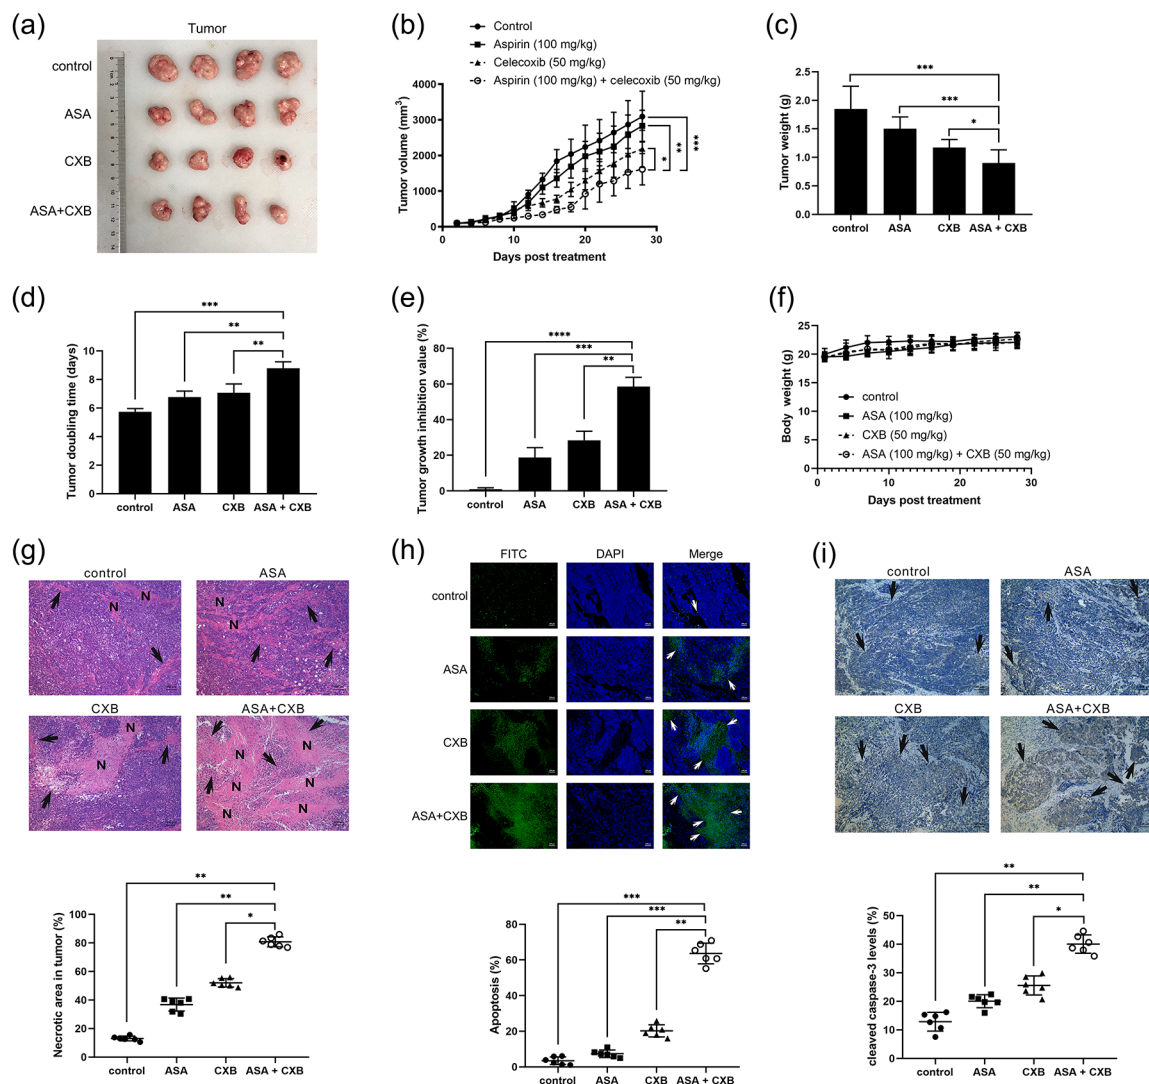 (a)
Tumor
control
ASA
CXB
ASA+CXB
(b)
Control
Aspirin (100 mg/kg)
Celecoxib (50 mg/kg)
Aspirin (100 mg/kg) + celecoxib (50 mg/kg)
Tumor volume (mm³)
4000
3000
2000
1000
0
0 10 20 30
Days post treatment
*
**
***
(c)
Tumor weight (g)
2.5
2.0
1.5
1.0
0.5
0.0
***
***
*
control ASA CXB ASA + CXB
(d)
Tumor doubling time (days)
10
8
6
4
2
0
***
**
**
control ASA CXB ASA + CXB
(e)
Tumor growth inhibition value (%)
80
60
40
20
0
****
***
**
control ASA CXB ASA + CXB
(f)
Body weight (g)
25
20
15
10
5
0
control
ASA (100 mg/kg)
CXB (50 mg/kg)
ASA (100 mg/kg) + CXB (50 mg/kg)
0 10 20 30
Days post treatment
(g)
control ASA
N N N N
CXB ASA+CXB
N N N N N N N
Necrotic area in tumor (%)
100
80
60
40
20
0
**
**
*
control ASA CXB ASA + CXB
(h)
FITC DAPI Merge
control
ASA
CXB
ASA+CXB
Apoptosis (%)
80
60
40
20
0
***
***
**
control ASA CXB ASA + CXB
(i)
control ASA
CXB ASA+CXB
cleaved caspase-3 levels (%)
60
50
40
30
20
10
0
**
**
*
control ASA CXB ASA + CXB